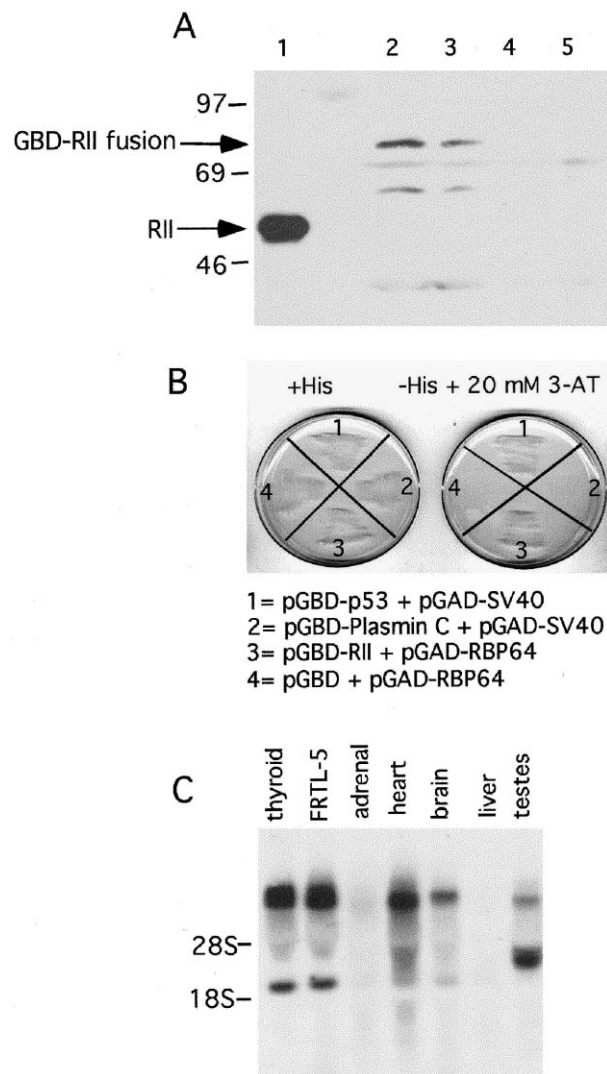 A
1 2 3 4 5
97
GBD-RII fusion
69
RII
46
B
+His -His + 20 mM 3-AT
1 1
4 2 4 2
3 3
1= pGBD-p53 + pGAD-SV40
2= pGBD-Plasmin C + pGAD-SV40
3= pGBD-RII + pGAD-RBP64
4= pGBD + pGAD-RBP64
C
thyroid
FRTL-5
adrenal
heart
brain
liver
testes
28S
18S